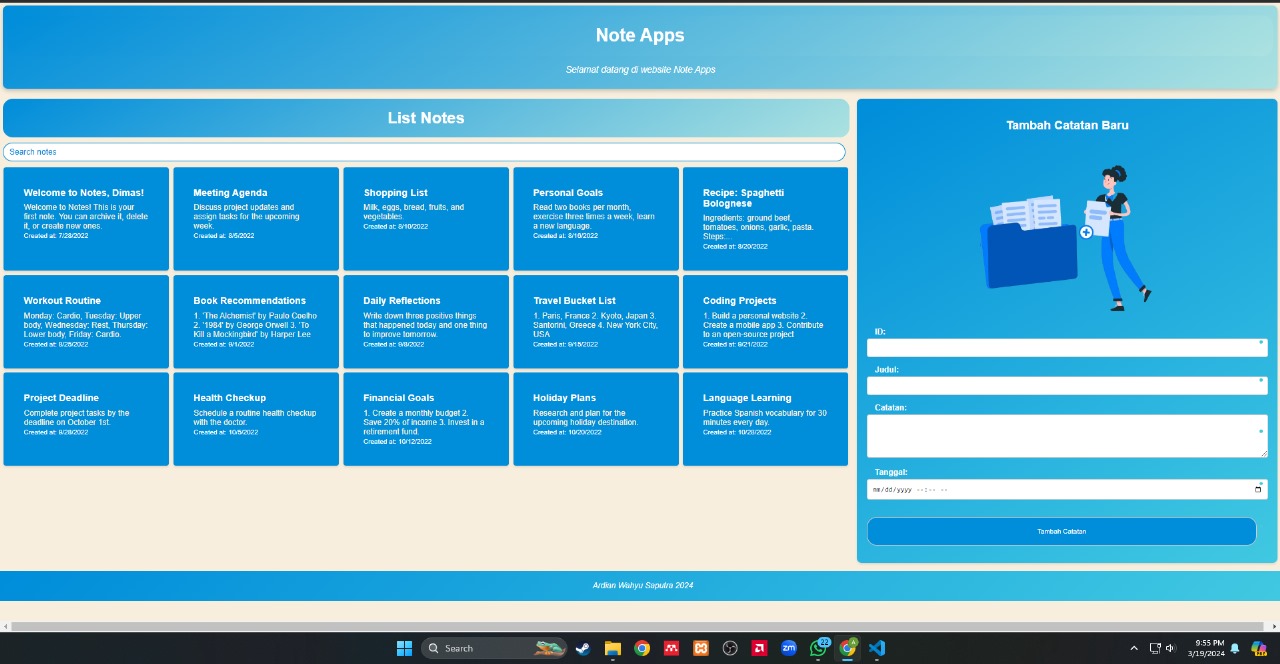 Note Apps
Selamat datang di website Note Apps
List Notes
Search notes
Welcome to Notes, Dimas!
Welcome to Notes! This is your
first note. You can archive it, delete
it, or create new ones.
Created at: 7/28/2022
Meeting Agenda
Discuss project updates and
assign tasks for the upcoming
week.
Created at: 8/5/2022
Shopping List
Milk, eggs, bread, fruits, and
vegetables.
Created at: 8/10/2022
Personal Goals
Read two books per month,
exercise three times a week, learn
a new language.
Created at: 8/15/2022
Recipe: Spaghetti
Bolognese
Ingredients: ground beef,
tomatoes, onions, garlic, pasta.
Steps:...
Created at: 8/20/2022
Workout Routine
Monday: Cardio, Tuesday: Upper
body, Wednesday: Rest, Thursday:
Lower body, Friday: Cardio.
Created at: 8/25/2022
Book Recommendations
1. 'The Alchemist' by Paulo Coelho
2. '1984' by George Orwell 3. 'To
Kill a Mockingbird' by Harper Lee
Created at: 9/1/2022
Daily Reflections
Write down three positive things
that happened today and one thing
to improve tomorrow.
Created at: 9/8/2022
Travel Bucket List
1. Paris, France 2. Kyoto, Japan 3.
Santorini, Greece 4. New York City,
USA
Created at: 9/15/2022
Coding Projects
1. Build a personal website 2.
Create a mobile app 3. Contribute
to an open-source project
Created at: 9/21/2022
Project Deadline
Complete project tasks by the
deadline on October 1st.
Created at: 9/28/2022
Health Checkup
Schedule a routine health checkup
with the doctor.
Created at: 10/5/2022
Financial Goals
1. Create a monthly budget 2.
Save 20% of income 3. Invest in a
retirement fund.
Created at: 10/12/2022
Holiday Plans
Research and plan for the
upcoming holiday destination.
Created at: 10/20/2022
Language Learning
Practice Spanish vocabulary for 30
minutes every day.
Created at: 10/28/2022
Tambah Catatan Baru
ID:
Judul:
Catatan:
Tanggal:
mm/dd/yyyy --:-- --
Tambah Catatan
Ardian Wahyu Saputra 2024
Search
zm
22
9:55 PM
3/19/2024